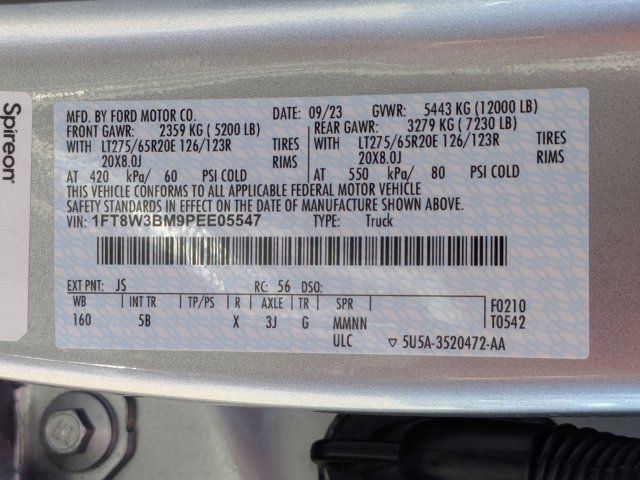 Spireon
MFD. BY FORD MOTOR CO. DATE: 09/23 GVWR: 5443 KG (12000 LB)
FRONT GAWR: 2359 KG ( 5200 LB) REAR GAWR: 3279 KG ( 7230 LB)
WITH LT275/65R20E 126/123R TIRES WITH LT275/65R20E 126/123R TIRES
20X8.0J RIMS 20X8.0J RIMS
AT 420 kPa/ 60 PSI COLD AT 550 kPa/ 80 PSI COLD
THIS VEHICLE CONFORMS TO ALL APPLICABLE FEDERAL MOTOR VEHICLE
SAFETY STANDARDS IN EFFECT ON THE DATE OF MANUFACTURE SHOWN ABOVE.
VIN: 1FT8W3BM9PEE05547 TYPE: Truck
EXT PNT: JS RC: 56 DSO:
WB INT TR TP/PS R AXLE TR SPR F0210
160 5B X 3J G MMNN T0542
ULC ▽ 5U5A-3520472-AA